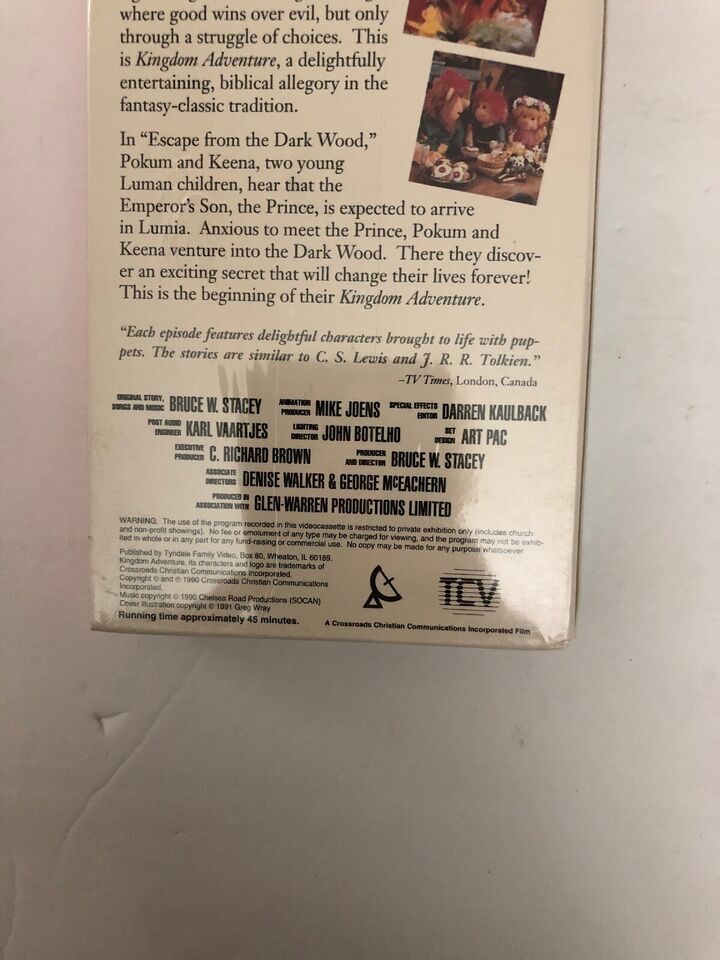 where good wins over evil, but only
through a struggle of choices. This
is Kingdom Adventure, a delightfully
entertaining, biblical allegory in the
fantasy-classic tradition.
In “Escape from the Dark Wood,”
Pokum and Keena, two young
Luman children, hear that the
Emperor's Son, the Prince, is expected to arrive
in Lumia. Anxious to meet the Prince, Pokum and
Keena venture into the Dark Wood. There they discov-
er an exciting secret that will change their lives forever!
This is the beginning of their Kingdom Adventure.
“Each episode features delightful characters brought to life with pup-
pets. The stories are similar to C. S. Lewis and J. R. R. Tolkien.”
–TV Times, London, Canada
ORIGINAL STORY, SONGS AND MUSIC BRUCE W. STACEY ANIMATION PRODUCER MIKE JOENS SPECIAL EFFECTS EDITOR DARREN KAULBACK
POST AUDIO ENGINEER KARL VAARTJES LIGHTING DIRECTOR JOHN BOTELHO SET DESIGN ART PAC
EXECUTIVE PRODUCER C. RICHARD BROWN PRODUCER AND DIRECTOR BRUCE W. STACEY
ASSOCIATE DIRECTORS DENISE WALKER & GEORGE McEACHERN
PRODUCED IN ASSOCIATION WITH GLEN-WARREN PRODUCTIONS LIMITED
WARNING: The use of the program recorded in this videocassette is restricted to private exhibition only (includes church
and non-profit showings). No fee or emolument of any type may be charged for viewing, and the program may not be exhib-
ited in whole or in any part for any fund-raising or commercial use. No copy may be made for any purpose whatsoever.
Published by Tyndale Family Video, Box 80, Wheaton, IL 60189.
Kingdom Adventure, its characters and logo are trademarks of
Crossroads Christian Communications Incorporated.
Copyright © and ℗ 1990 Crossroads Christian Communications
Incorporated.
Music copyright © 1990 Chelsea Road Productions (SOCAN)
Cover illustration copyright © 1991 Greg Wray
Running time approximately 45 minutes.
TCV
A Crossroads Christian Communications Incorporated Film